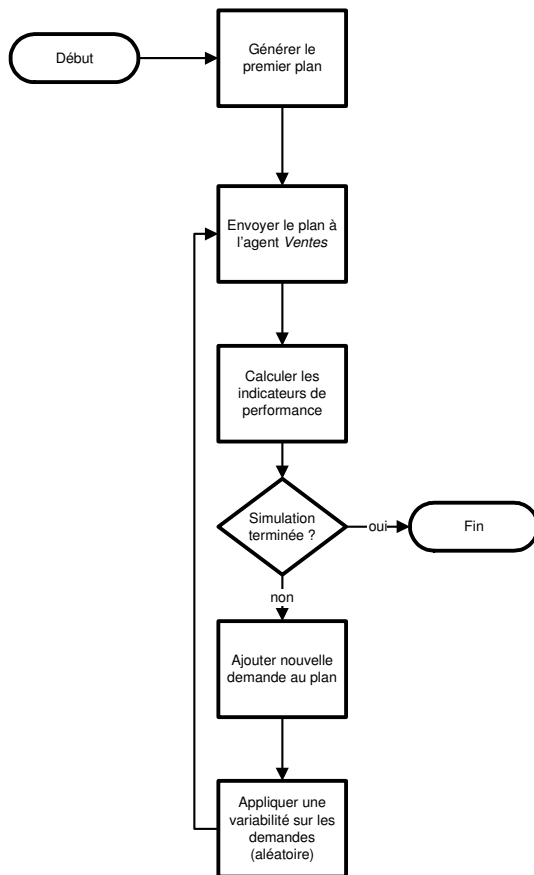 Début
Générer le
premier plan
Envoyer le plan à
l'agent Ventes
Calculer les
indicateurs de
performance
Simulation
terminée ?
oui
Fin
non
Ajouter nouvelle
demande au plan
Appliquer une
variabilité sur les
demandes
(aléatoire)